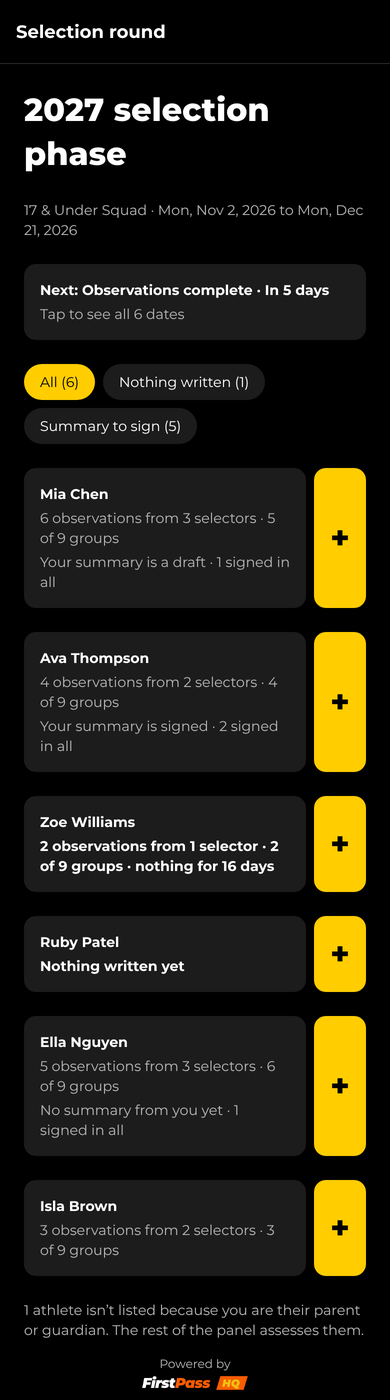 Selection round
2027 selection
phase
17 & Under Squad · Mon, Nov 2, 2026 to Mon, Dec
21, 2026
Next: Observations complete · In 5 days
Tap to see all 6 dates
All (6)
Nothing written (1)
Summary to sign (5)
Mia Chen
6 observations from 3 selectors · 5
of 9 groups
Your summary is a draft · 1 signed in
all
+
Ava Thompson
4 observations from 2 selectors · 4
of 9 groups
Your summary is signed · 2 signed
in all
+
Zoe Williams
2 observations from 1 selector · 2
of 9 groups · nothing for 16 days
+
Ruby Patel
Nothing written yet
+
Ella Nguyen
5 observations from 3 selectors · 6
of 9 groups
No summary from you yet · 1
signed in all
+
Isla Brown
3 observations from 2 selectors · 3
of 9 groups
+
1 athlete isn’t listed because you are their parent
or guardian. The rest of the panel assesses them.
Powered by
FirstPass HQ